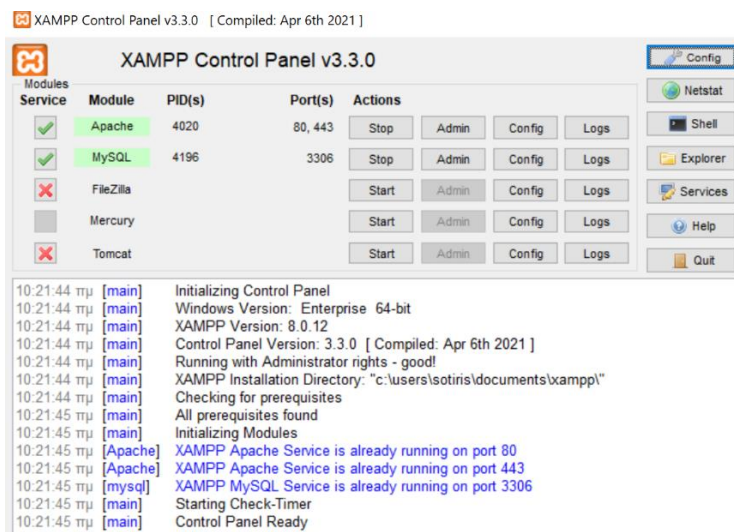 XAMPP Control Panel v3.3.0 [ Compiled: Apr 6th 2021 ]
XAMPP Control Panel v3.3.0
Config
Modules
Service Module PID(s) Port(s) Actions
Netstat
Apache 4020 80, 443 Stop Admin Config Logs
Shell
MySQL 4196 3306 Stop Admin Config Logs
Explorer
FileZilla Start Admin Config Logs
Services
Mercury Start Admin Config Logs
Help
Tomcat Start Admin Config Logs
Quit
10:21:44 πμ [main] Initializing Control Panel
10:21:44 πμ [main] Windows Version: Enterprise 64-bit
10:21:44 πμ [main] XAMPP Version: 8.0.12
10:21:44 πμ [main] Control Panel Version: 3.3.0 [ Compiled: Apr 6th 2021 ]
10:21:44 πμ [main] Running with Administrator rights - good!
10:21:44 πμ [main] XAMPP Installation Directory: "c:\users\sotiris\documents\xampp\"
10:21:44 πμ [main] Checking for prerequisites
10:21:45 πμ [main] All prerequisites found
10:21:45 πμ [main] Initializing Modules
10:21:45 πμ [Apache] XAMPP Apache Service is already running on port 80
10:21:45 πμ [Apache] XAMPP Apache Service is already running on port 443
10:21:45 πμ [mysql] XAMPP MySQL Service is already running on port 3306
10:21:45 πμ [main] Starting Check-Timer
10:21:45 πμ [main] Control Panel Ready